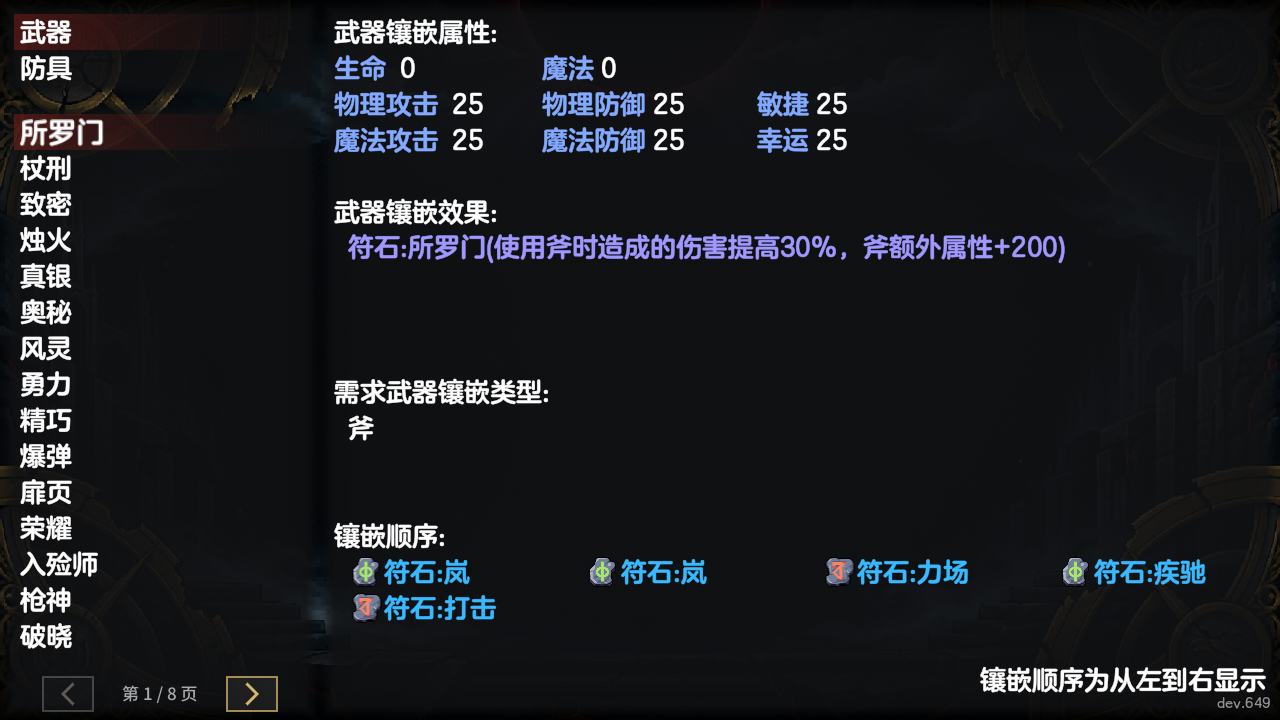 武器
防具
所罗门
杖刑
致密
烛火
真银
奥秘
风灵
勇力
精巧
爆弹
扉页
荣耀
入殓师
枪神
破晓
第 1 / 8 页
武器镶嵌属性:
生命 0 魔法 0
物理攻击 25 物理防御 25 敏捷 25
魔法攻击 25 魔法防御 25 幸运 25
武器镶嵌效果:
符石:所罗门(使用斧时造成的伤害提高30%，斧额外属性+200)
需求武器镶嵌类型:
斧
镶嵌顺序:
符石:岚 符石:岚 符石:力场 符石:疾驰
符石:打击
镶嵌顺序为从左到右显示
dev.649